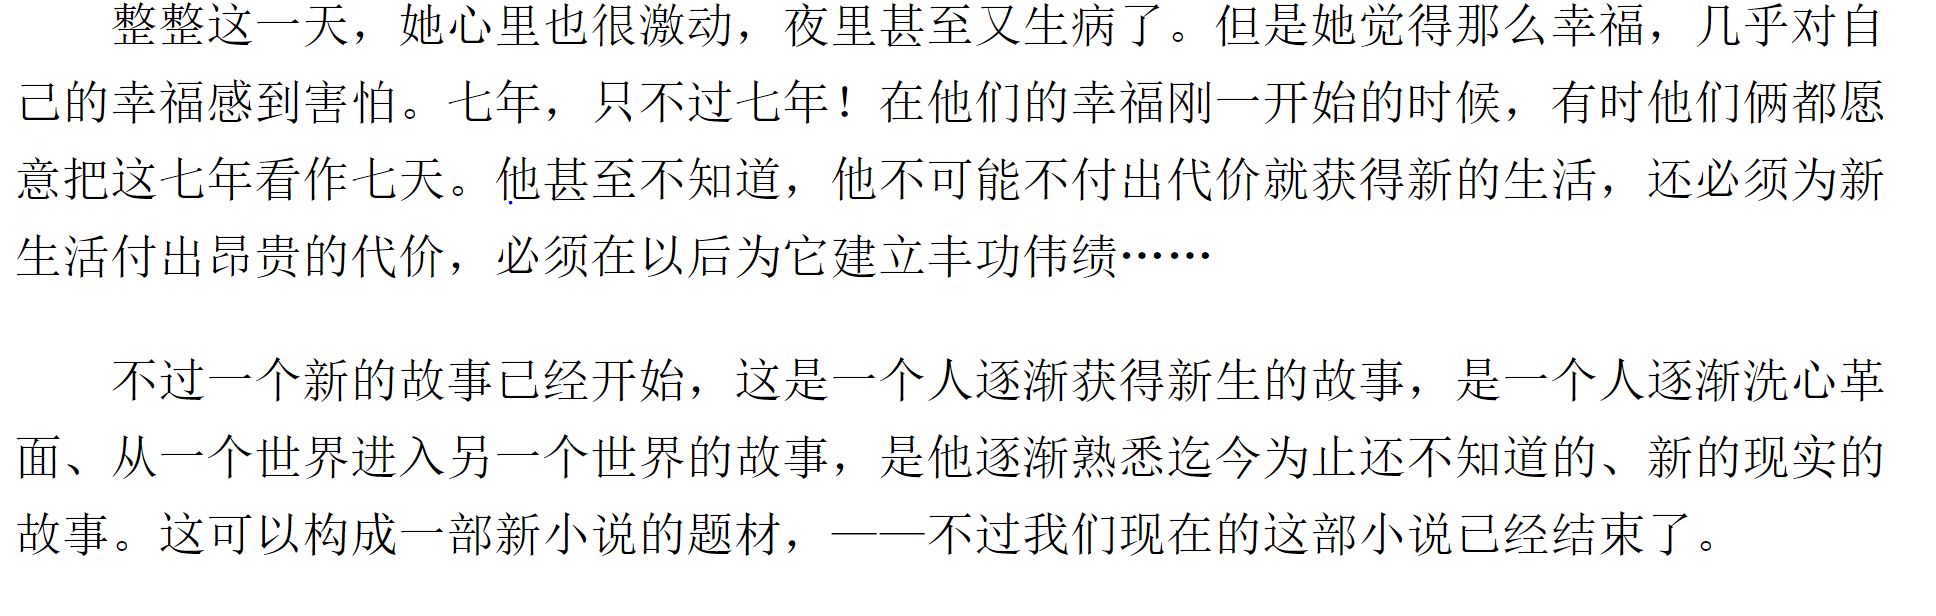 整整这一天，她心里也很激动，夜里甚至又生病了。但是她觉得那么幸福，几乎对自
己的幸福感到害怕。七年，只不过七年！在他们的幸福刚一开始的时候，有时他们俩都愿
意把这七年看作七天。他甚至不知道，他不可能不付出代价就获得新的生活，还必须为新
生活付出昂贵的代价，必须在以后为它建立丰功伟绩……
不过一个新的故事已经开始，这是一个人逐渐获得新生的故事，是一个人逐渐洗心革
面、从一个世界进入另一个世界的故事，是他逐渐熟悉迄今为止还不知道的、新的现实的
故事。这可以构成一部新小说的题材，——不过我们现在的这部小说已经结束了。